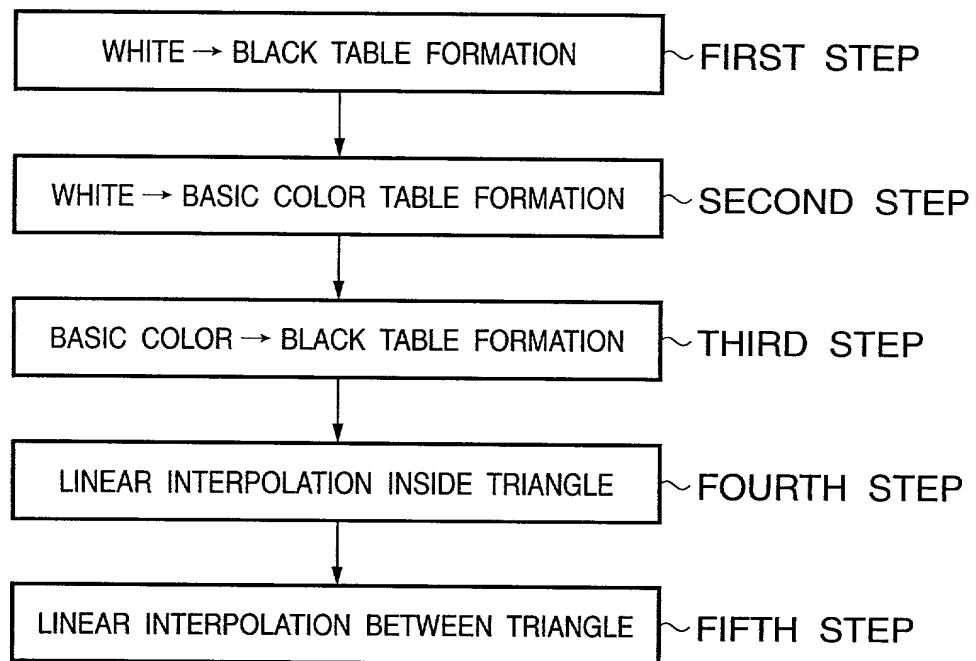 WHITE → BLACK TABLE FORMATION
FIRST STEP
WHITE → BASIC COLOR TABLE FORMATION
SECOND STEP
BASIC COLOR → BLACK TABLE FORMATION
THIRD STEP
LINEAR INTERPOLATION INSIDE TRIANGLE
FOURTH STEP
LINEAR INTERPOLATION BETWEEN TRIANGLE
FIFTH STEP